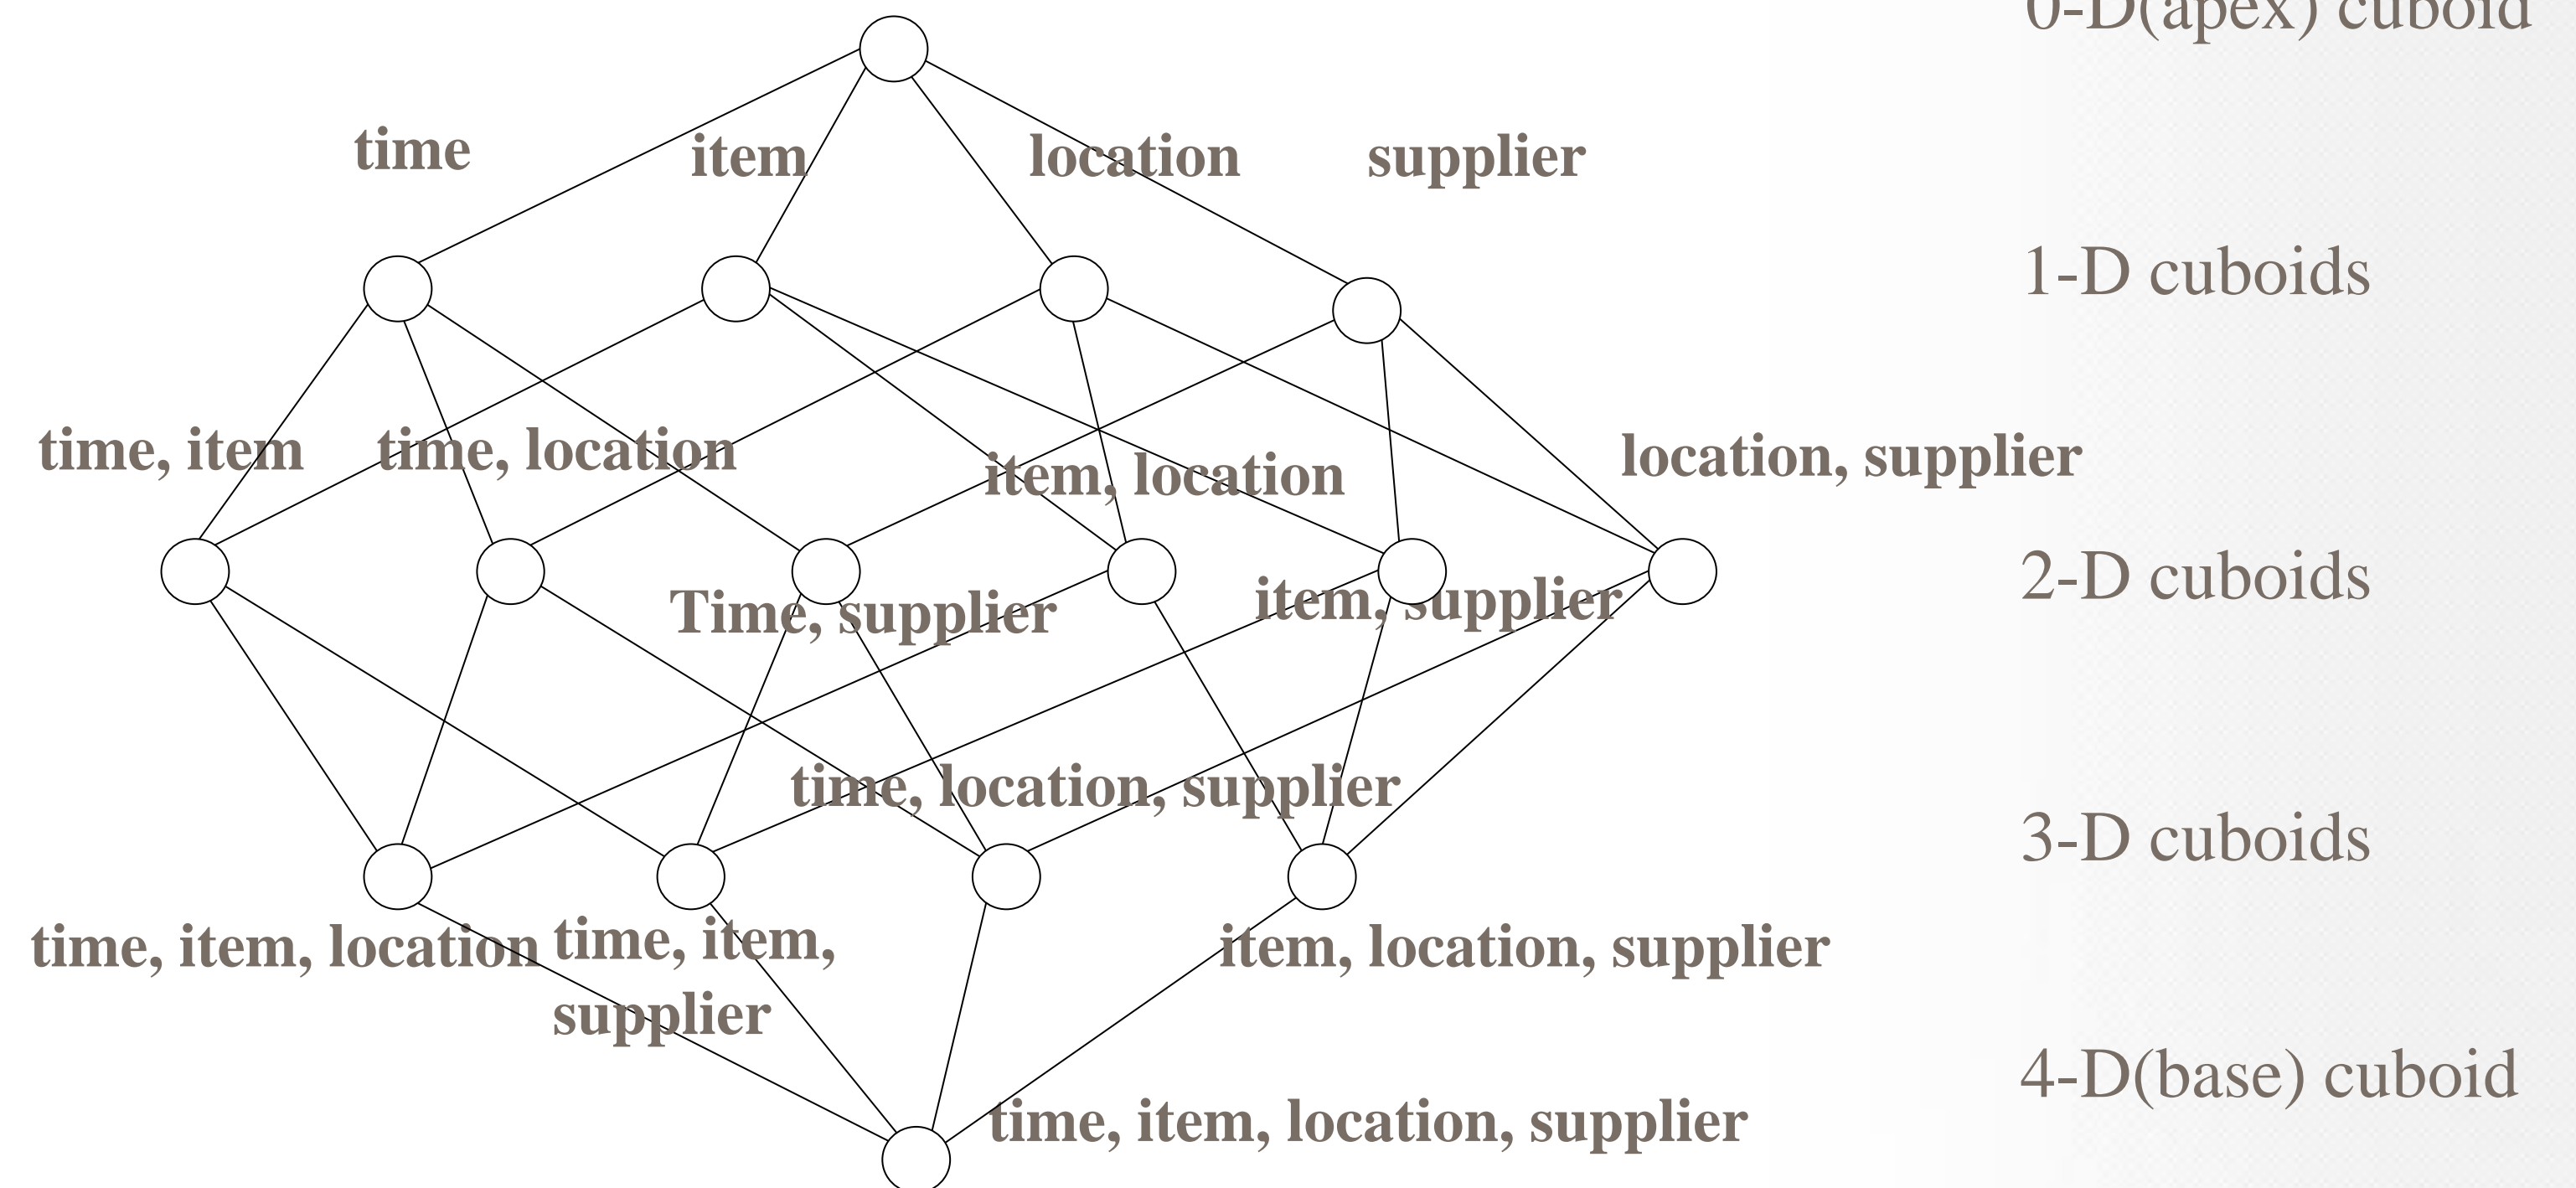 0-D(apex) cuboid
time
item
location
supplier
1-D cuboids
time, item
time, location
item, location
location, supplier
2-D cuboids
Time, supplier
item, supplier
time, location, supplier
3-D cuboids
time, item, location
time, item,
supplier
item, location, supplier
4-D(base) cuboid
time, item, location, supplier